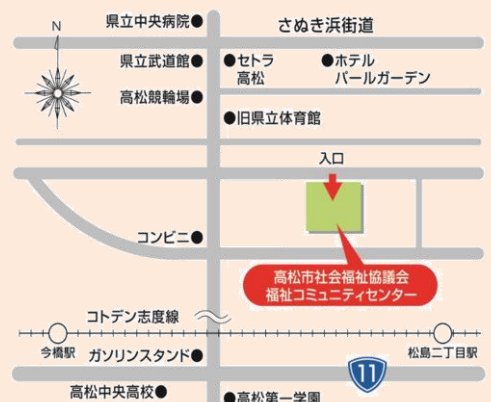 県立中央病院
さぬき浜街道
N
県立武道館
セトラ
高松
ホテル
パールガーデン
高松競輪場
旧県立体育館
入口
コンビニ
高松市社会福祉協議会
福祉コミュニティセンター
コトデン志度線
今橋駅
ガソリンスタンド
松島二丁目駅
11
高松中央高校
高松第一学園